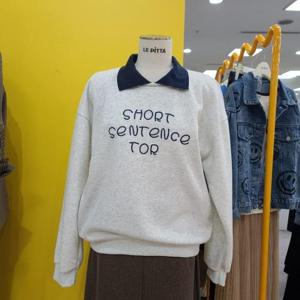 LE PITTA
SHORT
SENTENCE
TOR